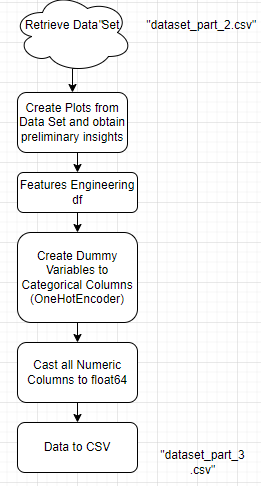 Retrieve Data Set
"dataset_part_2.csv"
Create Plots from
Data Set and obtain
preliminary insights
Features Engineering
df
Create Dummy
Variables to
Categorical Columns
(OneHotEncoder)
Cast all Numeric
Columns to float64
Data to CSV
"dataset_part_3
.csv"